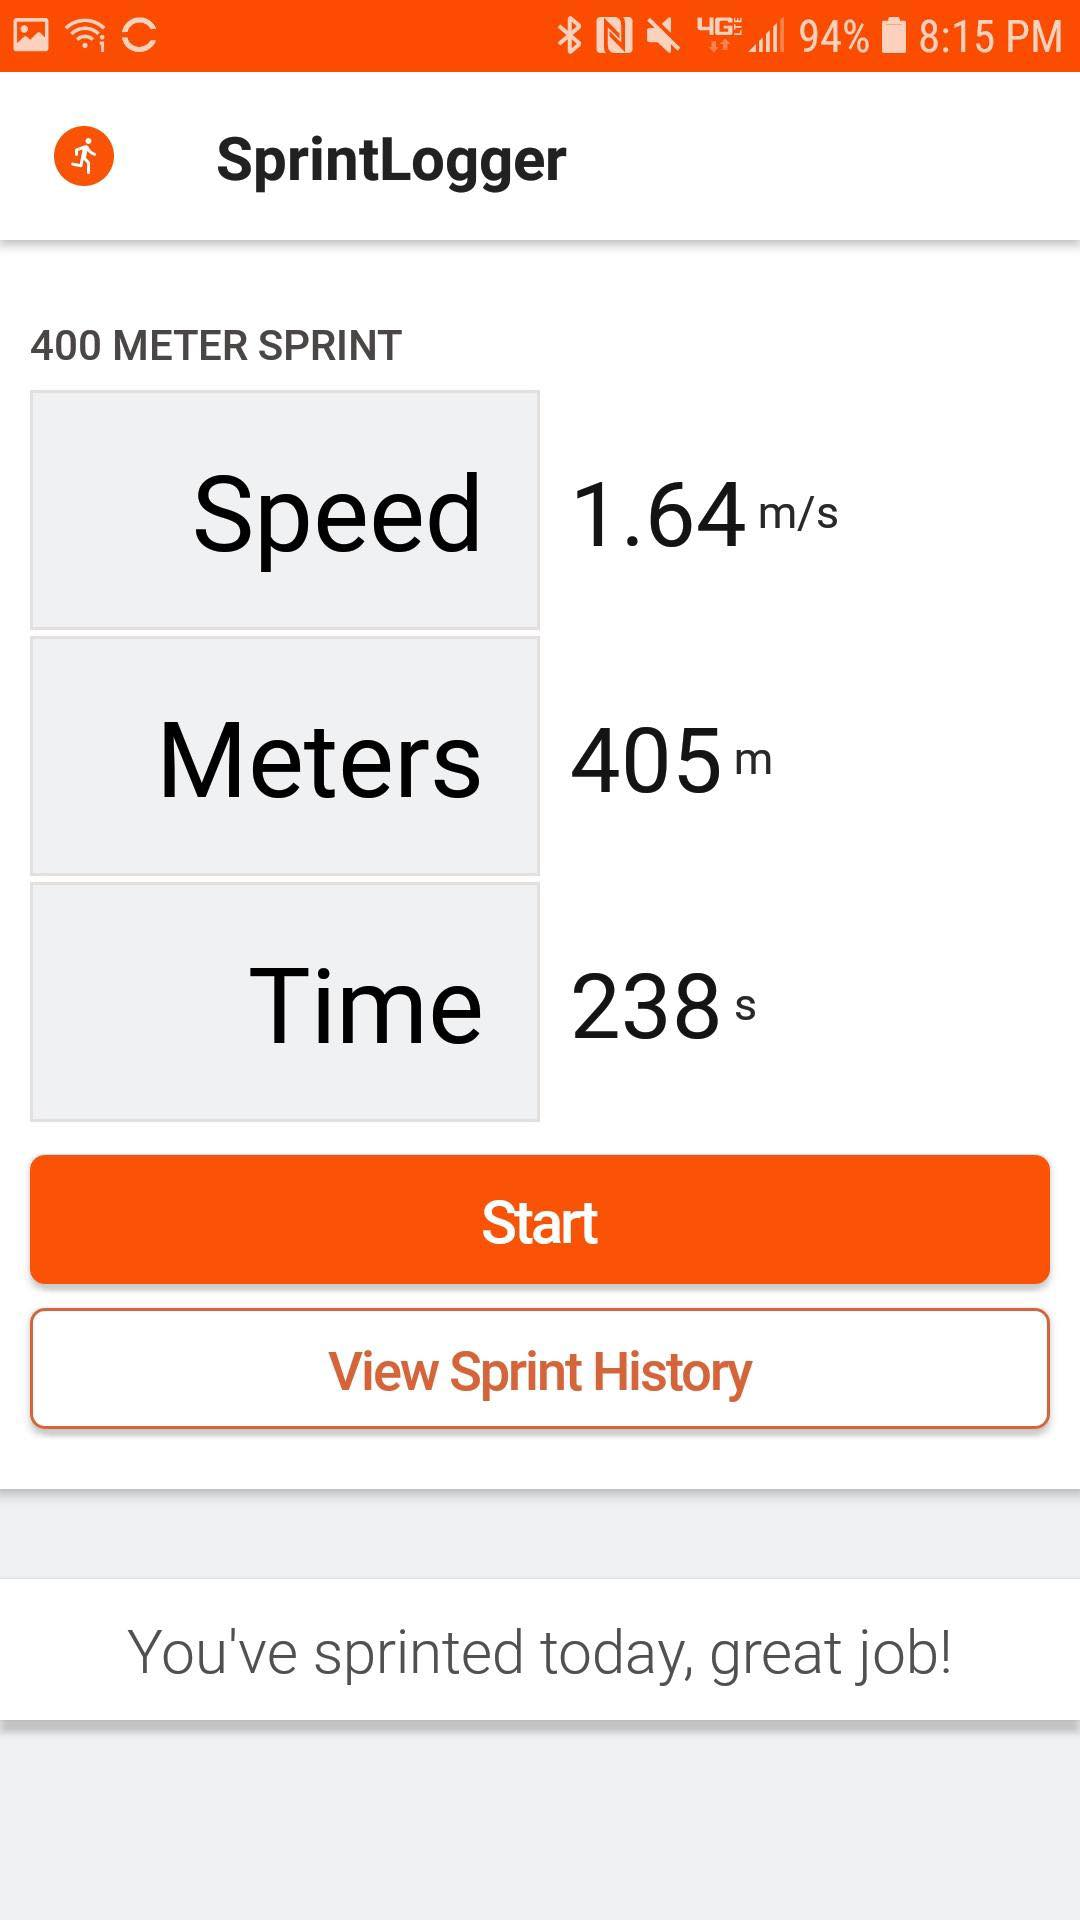 4G LTE 94% 8:15 PM
SprintLogger
400 METER SPRINT
Speed 1.64 m/s
Meters 405 m
Time 238 s
Start
View Sprint History
You've sprinted today, great job!